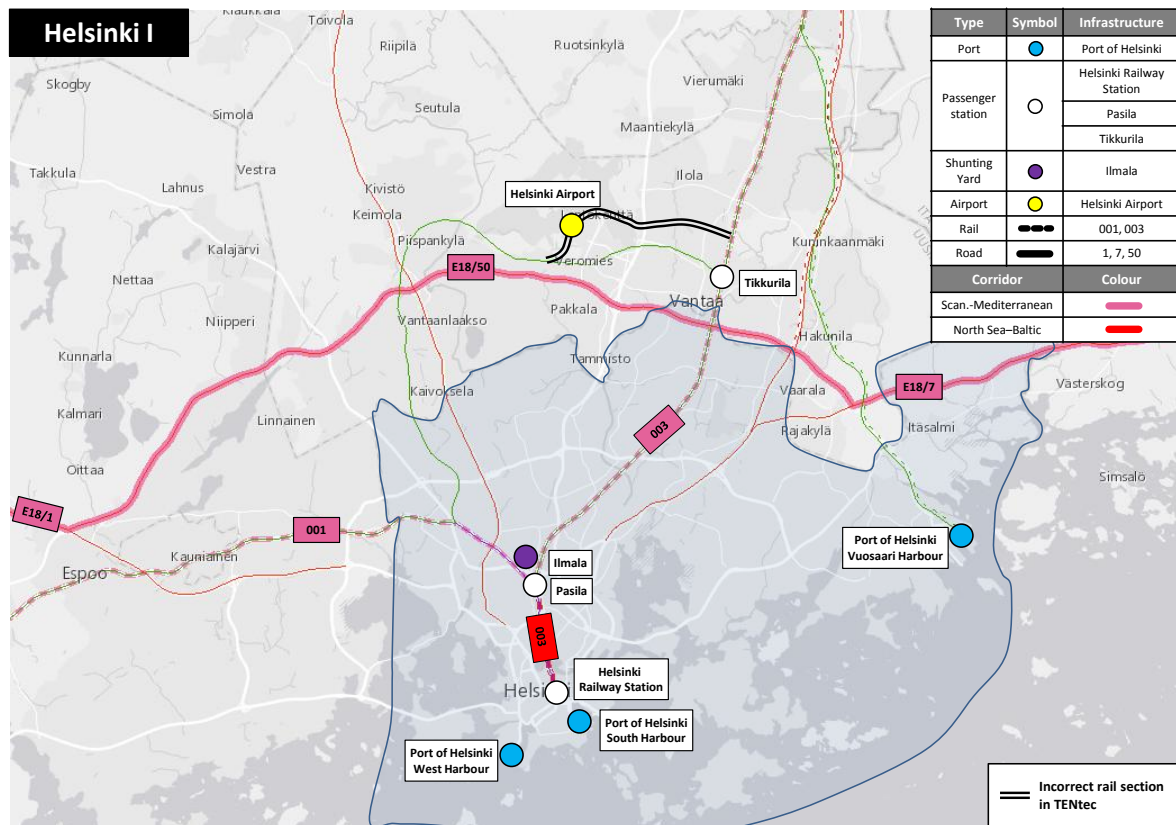 Helsinki I
Type Symbol Infrastructure
Port Port of Helsinki
Passenger
station
Helsinki Railway
Station
Pasila
Tikkurila
Shunting
Yard
Ilmala
Airport Helsinki Airport
Rail 001, 003
Road 1, 7, 50
Corridor Colour
Scan.-Mediterranean
North Sea–Baltic
Klaukkala
Toivola
Riipilä
Ruotsinkylä
Skogby
Vierumäki
Simola
Seutula
Maantiekylä
Takkula
Vestra
Lahnus
Kivistö
Ilola
Helsinki Airport
Keimola
Piispankylä
Kuninkaanmäki
Kalajärvi
Veromies
E18/50
Nettaa
Tikkurila
Vantaa
Pakkala
Niipperi
Vantaanlaakso
Hakunila
Kunnarla
Tammisto
Västerskog
Kaivoksela
Vaarala
E18/7
Kalmari
Linnainen
003
Rajakylä
Itäsalmi
Oittaa
Simsalö
E18/1
001
Port of Helsinki
Vuosaari Harbour
Kauniainen
Espoo
Ilmala
Pasila
003
Helsinki
Helsinki
Railway Station
Port of Helsinki
South Harbour
Port of Helsinki
West Harbour
Incorrect rail section
in TENtec